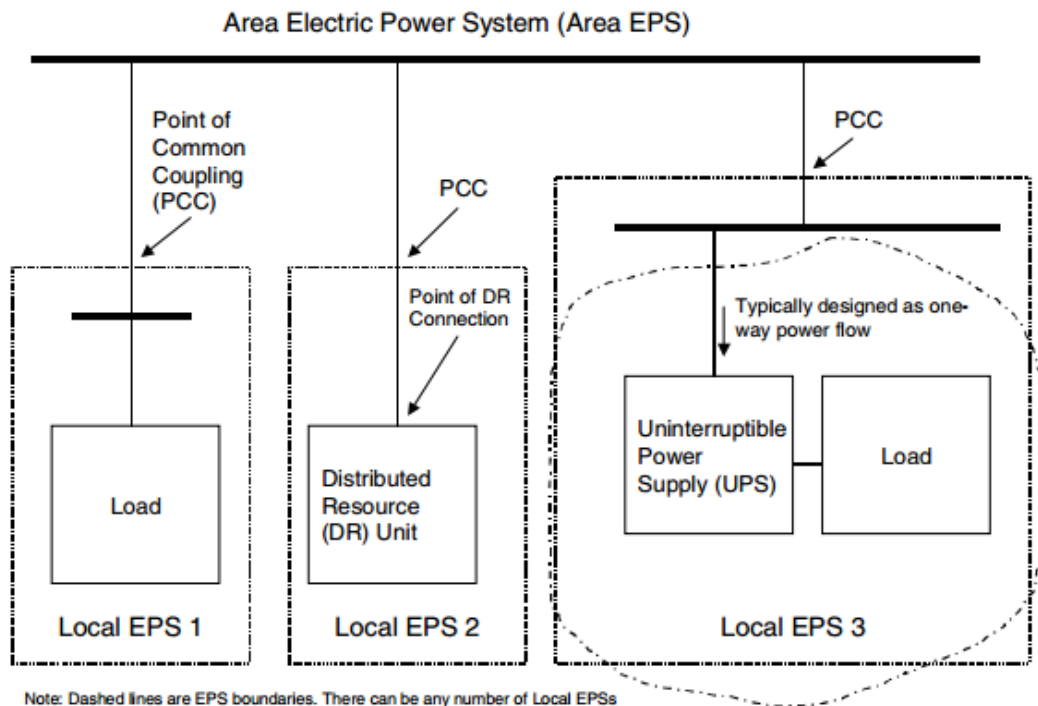 Area Electric Power System (Area EPS)
Point of
Common
Coupling
(PCC)
PCC
PCC
Point of DR
Connection
Typically designed as one-
way power flow
Load
Distributed
Resource
(DR) Unit
Uninterruptible
Power
Supply (UPS)
Load
Local EPS 1
Local EPS 2
Local EPS 3
Note: Dashed lines are EPS boundaries. There can be any number of Local EPSs